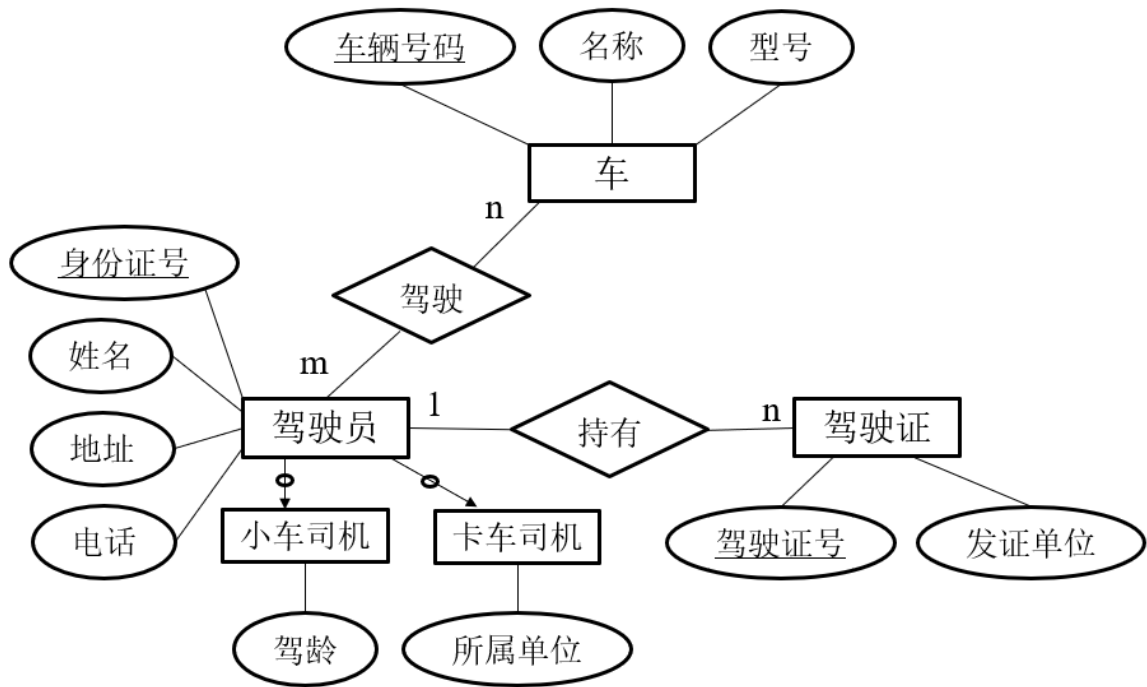 车辆号码
名称
型号
车
n
身份证号
驾驶
姓名
m
地址
驾驶员
1
持有
n
驾驶证
电话
小车司机
卡车司机
驾驶证号
发证单位
驾龄
所属单位